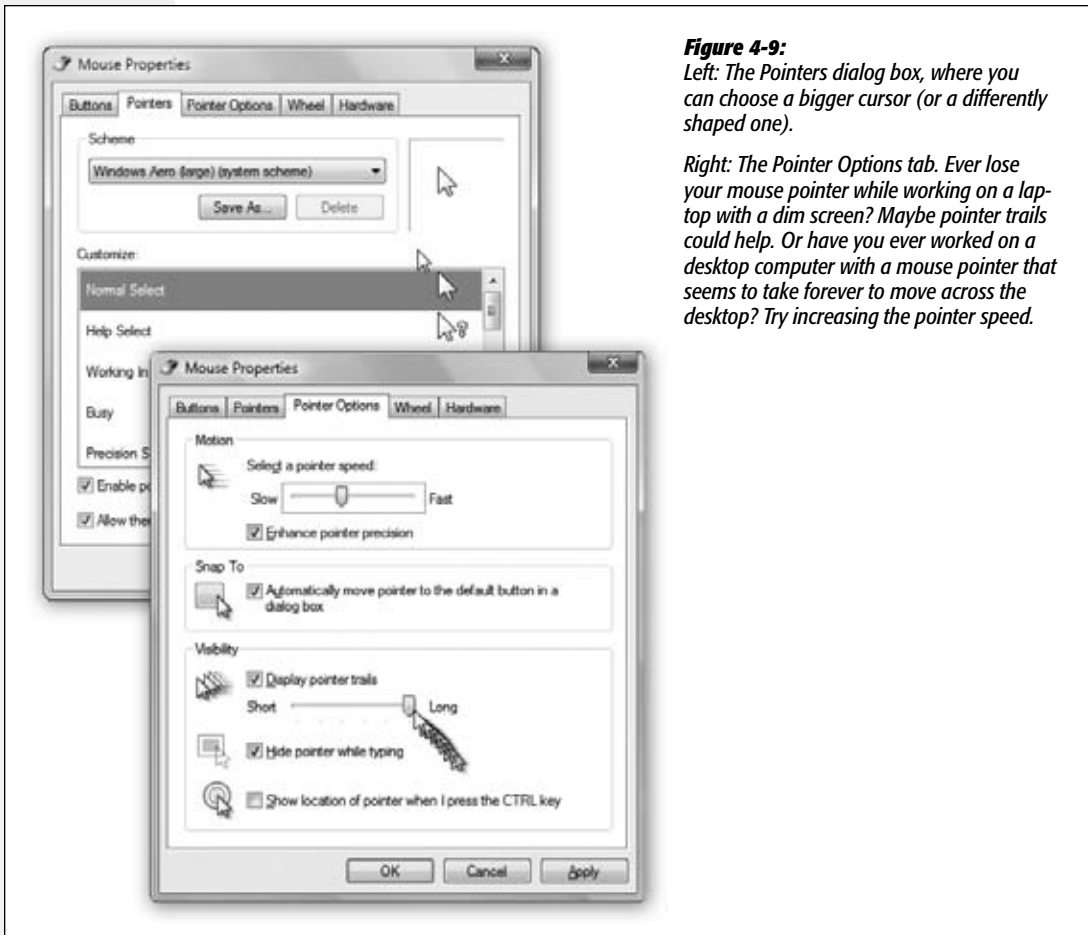 Mouse Properties
Buttons Pointers Pointer Options Wheel Hardware
Scheme
Windows Aero (large) (system scheme)
Save As... Delete
Customize:
Normal Select
Help Select
Working In
Busy
Precision S
Enable po
Allow ther
Mouse Properties
Buttons Pointers Pointer Options Wheel Hardware
Motion
Select a pointer speed:
Slow Fast
Enhance pointer precision
Snap To
Automatically move pointer to the default button in a
dialog box
Visibility
Display pointer trails
Short Long
Hide pointer while typing
Show location of pointer when I press the CTRL key
OK Cancel Apply
Figure 4-9:
Left: The Pointers dialog box, where you
can choose a bigger cursor (or a differently
shaped one).
Right: The Pointer Options tab. Ever lose
your mouse pointer while working on a lap-
top with a dim screen? Maybe pointer trails
could help. Or have you ever worked on a
desktop computer with a mouse pointer that
seems to take forever to move across the
desktop? Try increasing the pointer speed.